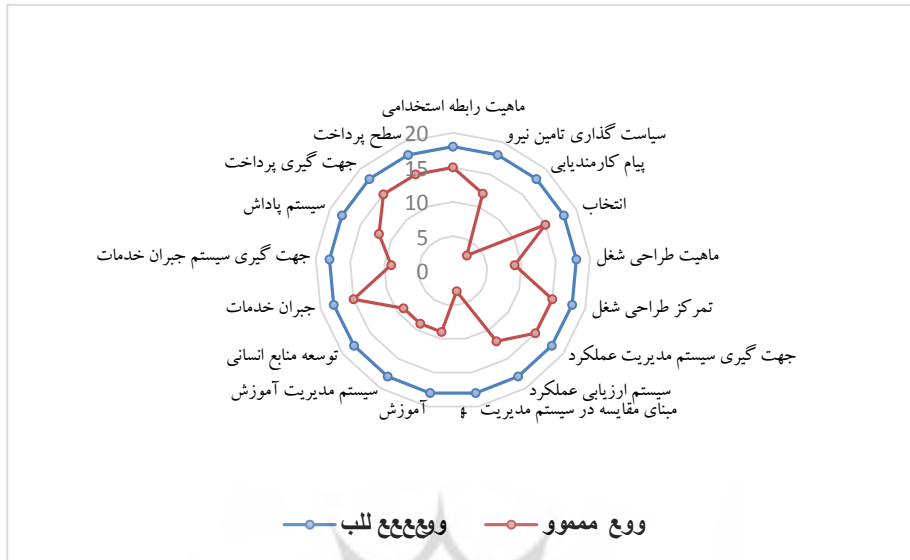 ماهیت رابطه استخدامی
سیاست گذاری تامین نیرو
پیام کارمندیابی
انتخاب
ماهیت طراحی شغل
تمرکز طراحی شغل
جهت گیری سیستم مدیریت عملکرد
سیستم ارزیابی عملکرد
مبنای مقایسه در سیستم مدیریت
آموزش
سیستم مدیریت آموزش
توسعه منابع انسانی
جبران خدمات
جهت گیری سیستم جبران خدمات
سیستم پاداش
جهت گیری پرداخت
سطح پرداخت
20
15
10
5
0